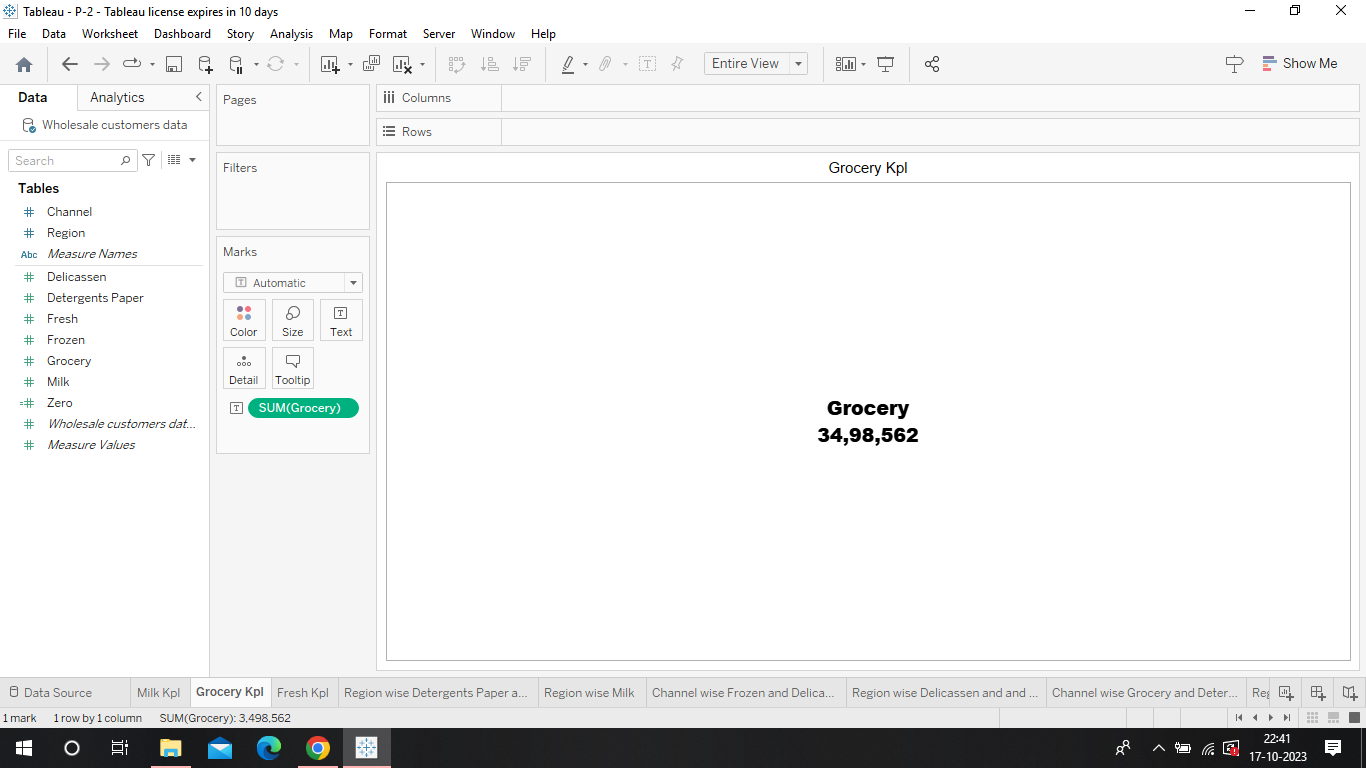 Tableau - P-2 - Tableau license expires in 10 days
File Data Worksheet Dashboard Story Analysis Map Format Server Window Help
Entire View
Show Me
Data Analytics
Wholesale customers data
Search
Tables
Channel
Region
Abc Measure Names
Delicassen
Detergents Paper
Fresh
Frozen
Grocery
Milk
Zero
Wholesale customers dat...
Measure Values
Pages
Filters
Marks
Automatic
Color Size Text
Detail Tooltip
SUM(Grocery)
Columns
Rows
Grocery Kpl
Grocery
34,98,562
Data Source Milk Kpl Grocery Kpl Fresh Kpl Region wise Detergents Paper a... Region wise Milk Channel wise Frozen and Delica... Region wise Delicassen and and ... Channel wise Grocery and Deter... Reg
1 mark 1 row by 1 column SUM(Grocery): 3,498,562
22:41
17-10-2023